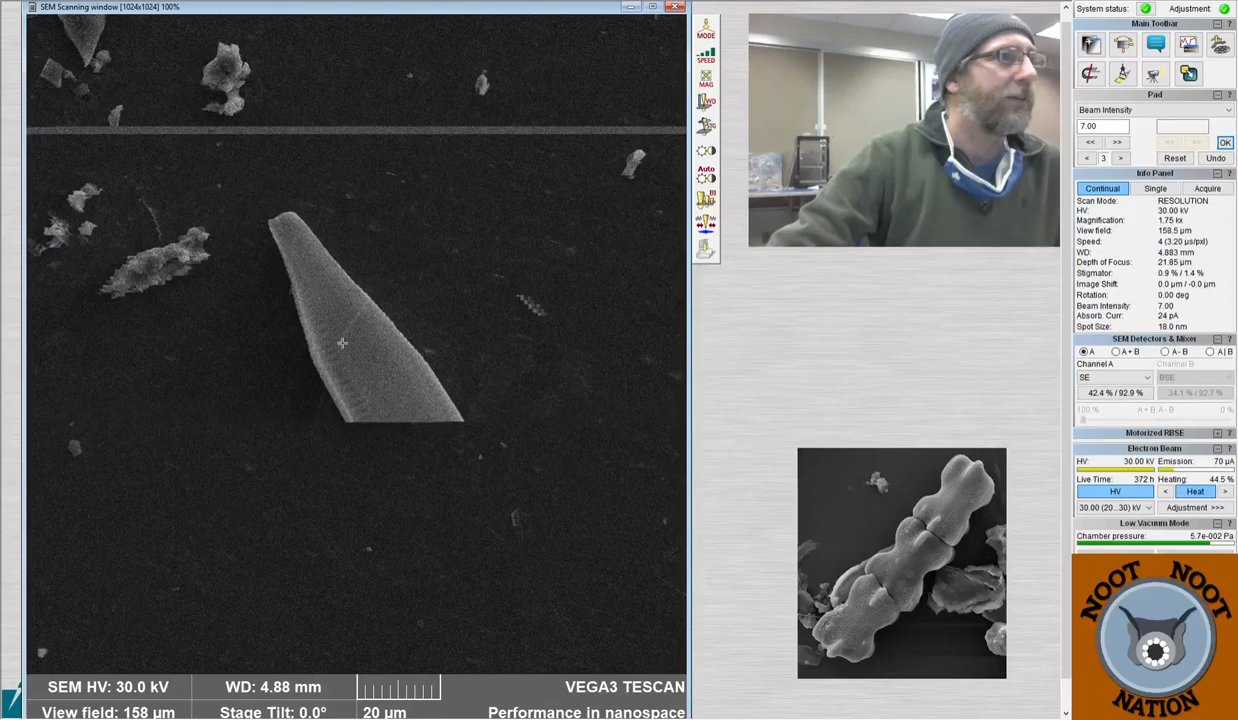 SEM Scanning window [1024x1024] 100%
System status:
Adjustment:
Main Toolbar
MODE
SPEED
MAG
WD
STG
Auto
Pad
Beam Intensity
7.00
<< >> OK
< 3 > Reset Undo
Info Panel
Continual Single Acquire
Scan Mode: RESOLUTION
HV: 30.00 kV
Magnification: 1.75 kx
View field: 158.5 µm
Speed: 4 (3.20 µs/pxl)
WD: 4.883 mm
Depth of Focus: 21.85 µm
Stigmator: 0.9 % / 1.4 %
Image Shift: 0.0 µm / -0.0 µm
Rotation: 0.00 deg
Beam Intensity: 7.00
Absorb. Curr: 24 pA
Spot Size: 18.0 nm
SEM Detectors & Mixer
A A + B A - B A | B
Channel A Channel B
SE BSE
42.4 % / 92.9 % 34.1 % / 92.7 %
100 % A + B, A - B 0 %
Motorized RBSE
Electron Beam
HV: 30.00 kV Emission: 70 µA
Live Time: 372 h Heating: 44.5 %
HV < Heat >
30.00 (20...30) kV Adjustment >>>
Low Vacuum Mode
Chamber pressure: 5.7e-002 Pa
NOOT NOOT
NATION
SEM HV: 30.0 kV WD: 4.88 mm VEGA3 TESCAN
View field: 158 µm Stage Tilt: 0.0° 20 µm Performance in nanospace